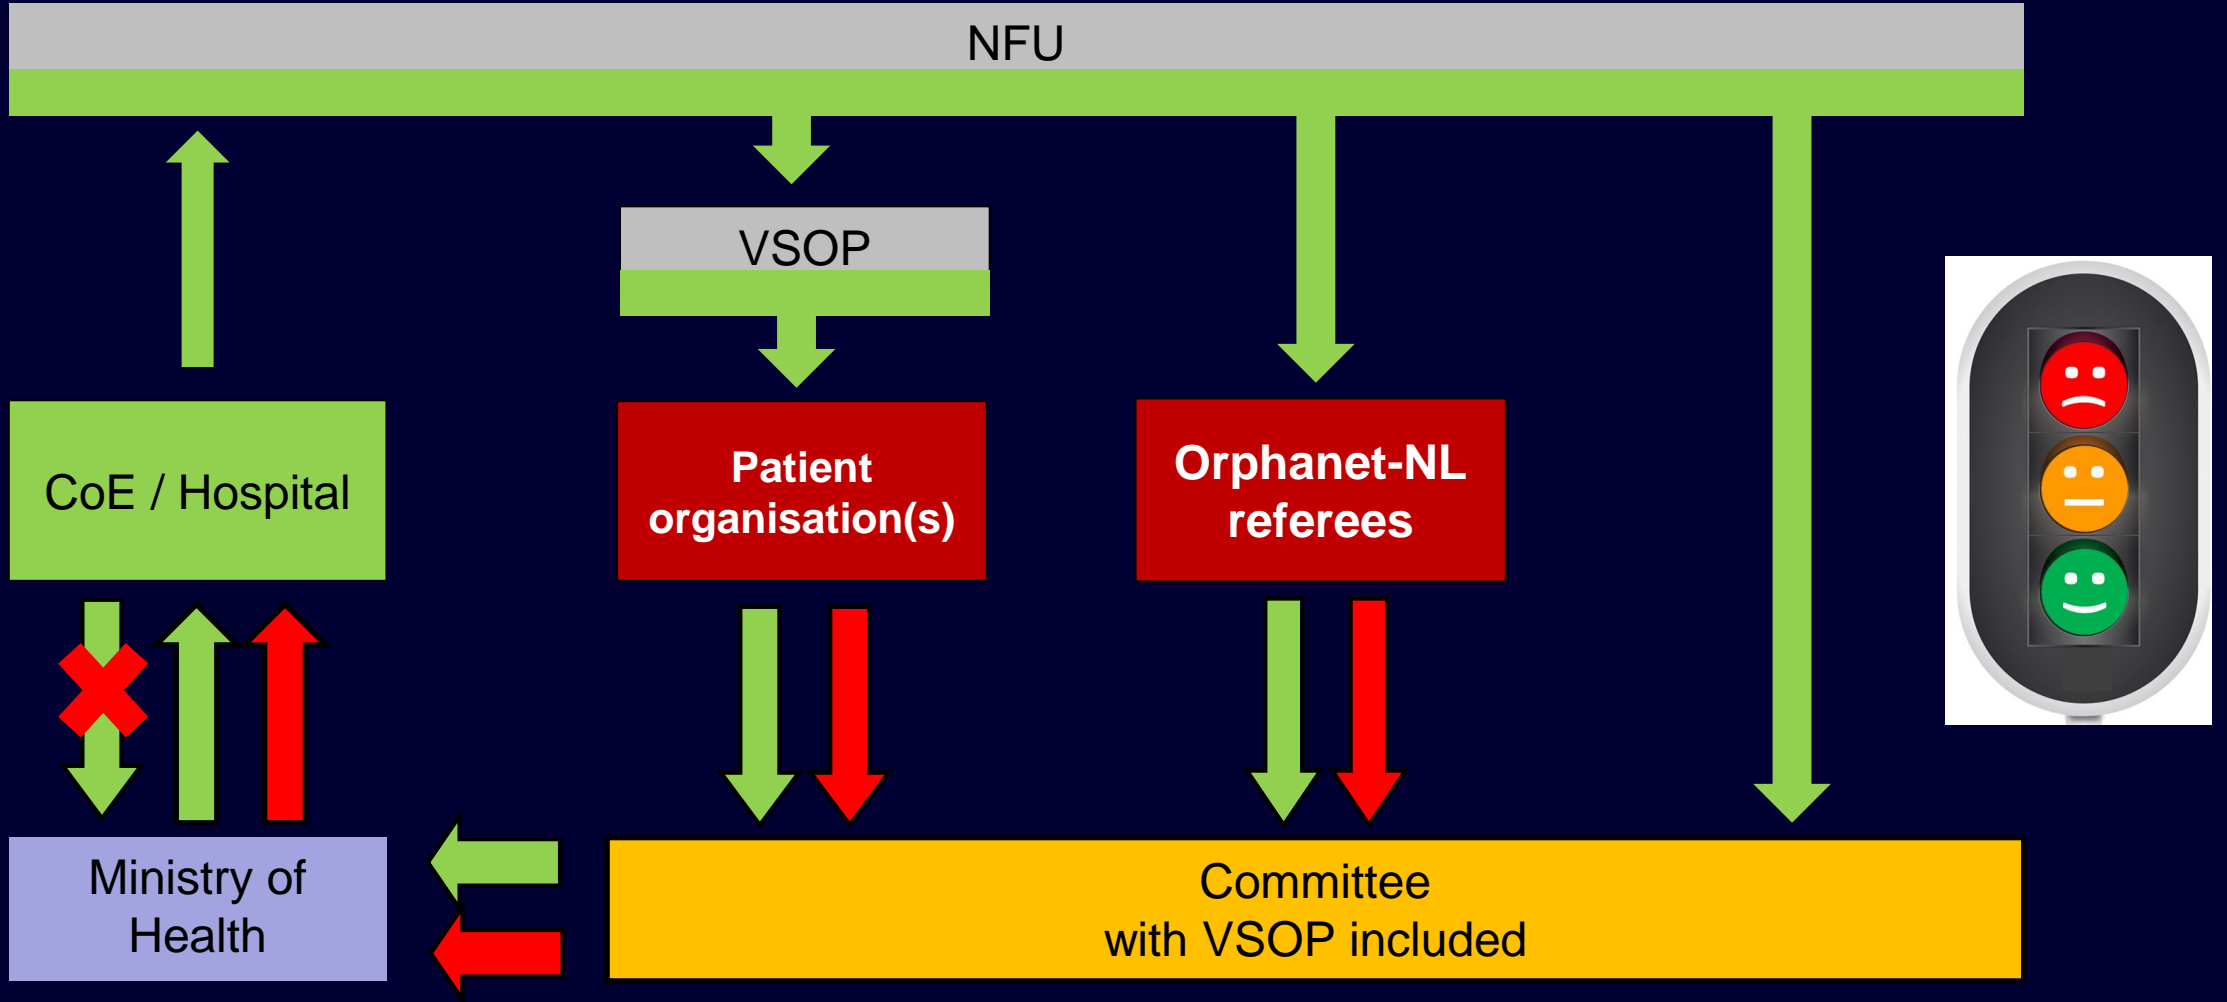 NFU
VSOP
CoE / Hospital
Patient
organisation(s)
Orphanet-NL
referees
Ministry of
Health
Committee
with VSOP included